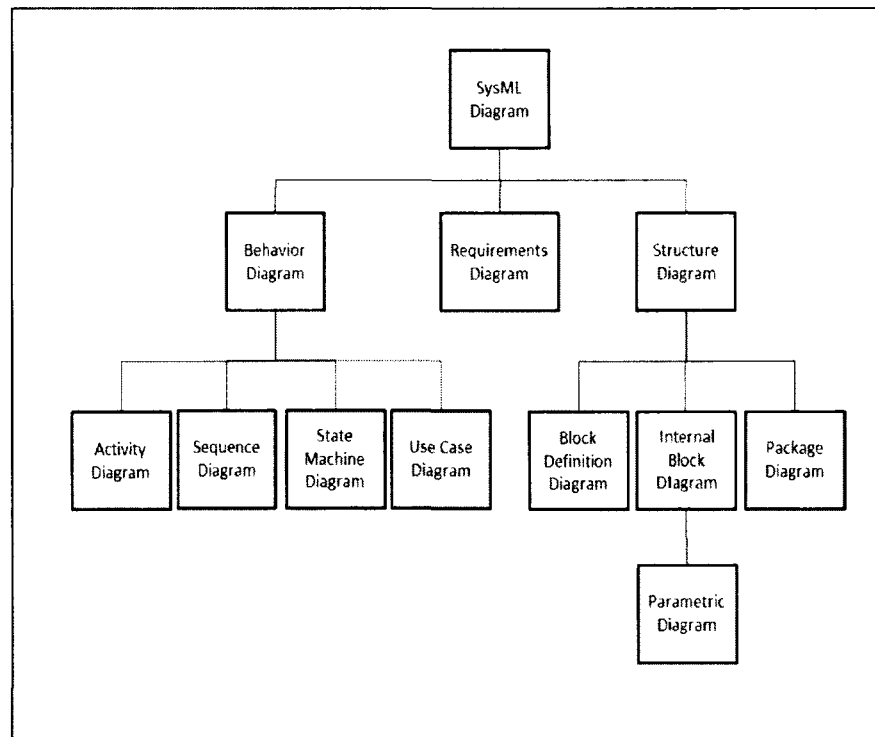 SysML
Diagram
Behavior
Diagram
Requirements
Diagram
Structure
Diagram
Activity
Diagram
Sequence
Diagram
State
Machine
Diagram
Use Case
Diagram
Block
Definition
Diagram
Internal
Block
Diagram
Package
Diagram
Parametric
Diagram